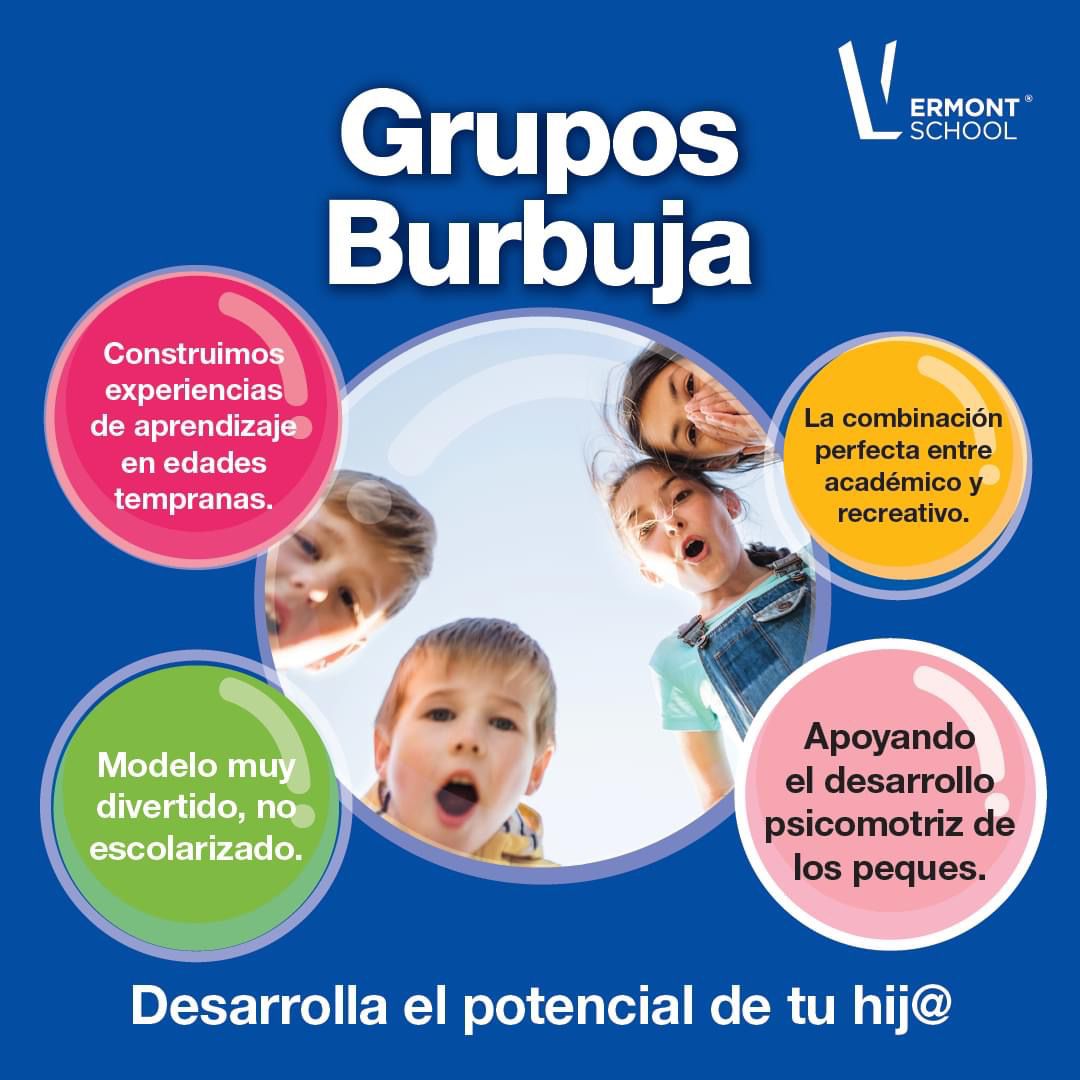 VERMONT®
SCHOOL
Grupos
Burbuja
Construimos
experiencias
de aprendizaje
en edades
tempranas.
La combinación
perfecta entre
académico y
recreativo.
Modelo muy
divertido, no
escolarizado.
Apoyando
el desarrollo
psicomotriz de
los peques.
Desarrolla el potencial de tu hij@